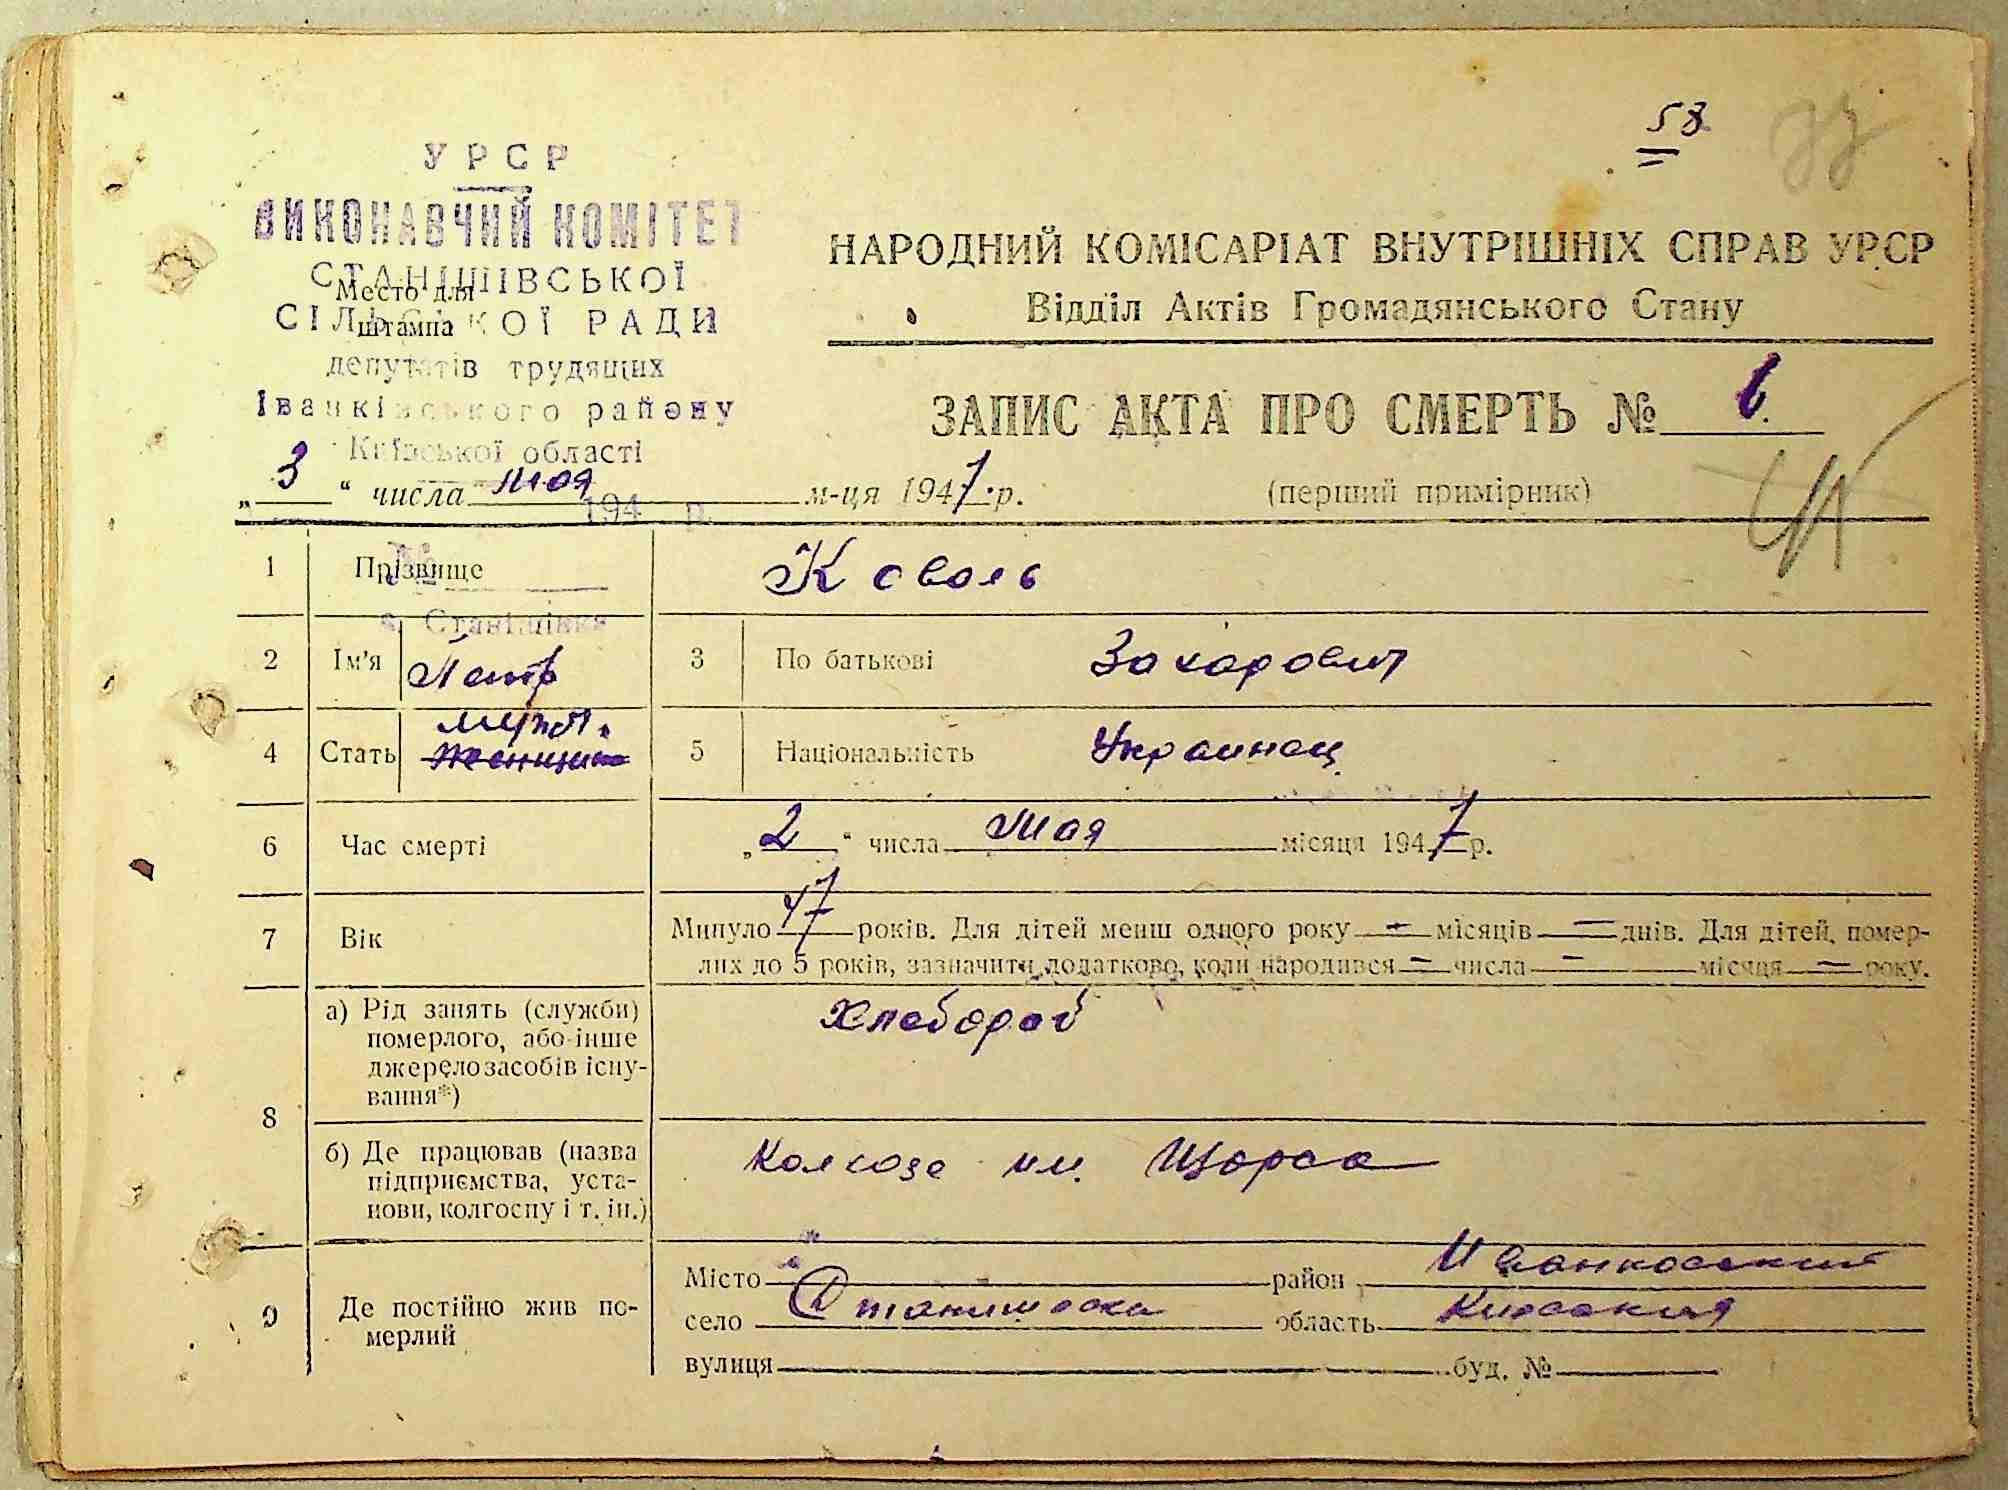 58
УРСР
ВИКОНАВЧИЙ КОМІТЕТ
СТАНІШІВСЬКОЇ
Место для
СІЛЬСЬКОЇ РАДИ
штампа
депутатів трудящих
Іванківського району
Київської області
194 р.
№
с. Станішівка
НАРОДНИЙ КОМІСАРІАТ ВНУТРІШНІХ СПРАВ УРСР
Відділ Актів Громадянського Стану
ЗАПИС АКТА ПРО СМЕРТЬ № 6.
„3“ числа мая м-ця 1947 р. (перший примірник)
1 Прізвище Коваль
2 Ім'я Петр 3 По батькові Захарович
4 Стать мужч. женщина 5 Національність Украинец
6 Час смерті „2“ числа Мая місяця 1947 р.
7 Вік Минуло 47 років. Для дітей менш одного року – місяців – днів. Для дітей, помер-
лих до 5 років, зазначити додатково, коли народився – числа – місяця – року.
8 а) Рід занять (служби) Хлебороб
померлого, або інше
джерело засобів існу-
вання*)
б) Де працював (назва Колхозе им. Щорса
підприємства, уста-
нови, колгоспу і т. ін.)
9 Де постійно жив по-
мерлий
Місто район Иванковский
село Станишовка область Киевская
вулиця буд. №